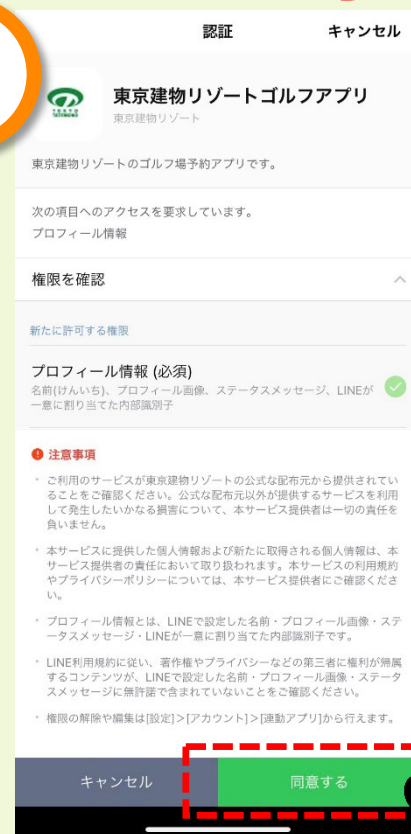 認証
キャンセル
東京建物リゾートゴルフアプリ
東京建物リゾート
東京建物リゾートのゴルフ場予約アプリです。
次の項目へのアクセスを要求しています。
プロフィール情報
権限を確認
新たに許可する権限
プロフィール情報 (必須)
名前(けんいち)、プロフィール画像、ステータスメッセージ、LINEが
一意に割り当てた内部識別子
注意事項
・ご利用のサービスが東京建物リゾートの公式な配布元から提供されてい
ることをご確認ください。公式な配布元以外が提供するサービスを利用
して発生したいかなる損害について、本サービス提供者は一切の責任を
負いません。
・本サービスに提供した個人情報および新たに取得される個人情報は、本
サービス提供者の責任において取り扱われます。本サービスの利用規約
やプライバシーポリシーについては、本サービス提供者にご確認くださ
い。
・プロフィール情報とは、LINEで設定した名前・プロフィール画像・ステ
ータスメッセージ・LINEが一意に割り当てた内部識別子です。
・LINE利用規約に従い、著作権やプライバシーなどの第三者に権利が帰属
するコンテンツが、LINEで設定した名前・プロフィール画像・ステータ
スメッセージに無許諾で含まれていないことをご確認ください。
・権限の解除や編集は[設定]>[アカウント]>[連動アプリ]から行えます。
キャンセル
同意する